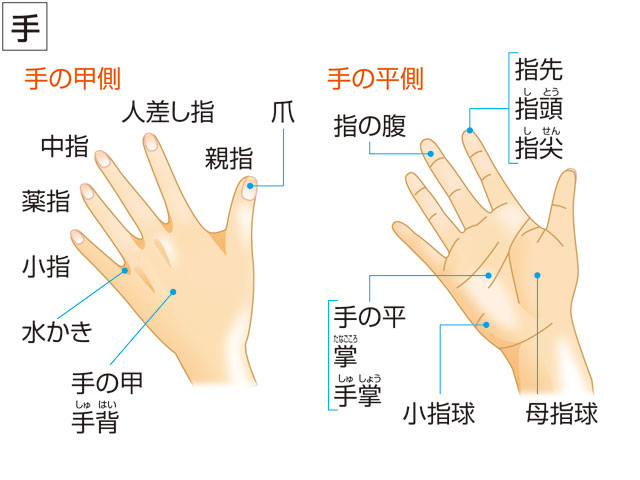 手
手の甲側
人差し指
爪
中指
親指
薬指
小指
水かき
手の甲
しゅ はい
手背
手の平側
指先
し とう
指頭
し せん
指尖
指の腹
手の平
たなごころ
掌
しゅ しょう
手掌
小指球
母指球